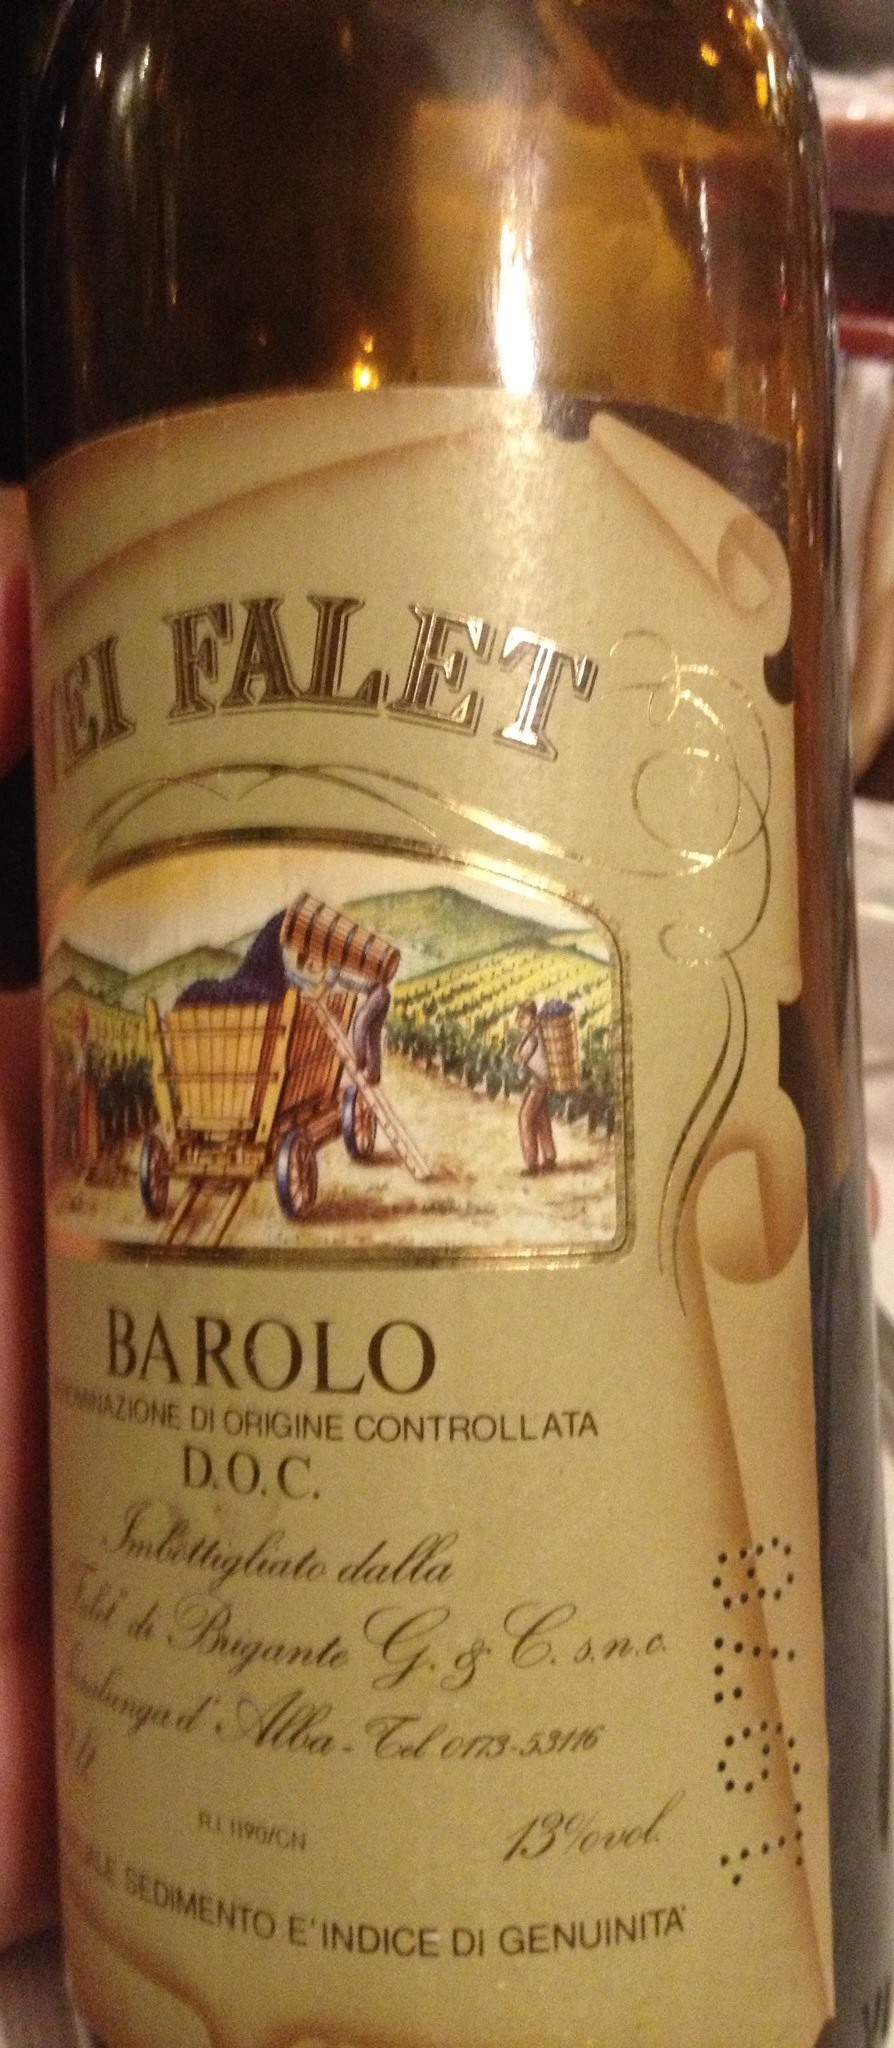 FALET
BAROLO
DI ORIGINE CONTROLLATA
D.O.C.
Imbottigliato dalla
di Brigante G. & C. s.n.c.
d'Alba - Tel 0173-53116
R.I. 1190/CN
13% vol.
SEDIMENTO E' INDICE DI GENUINITA'